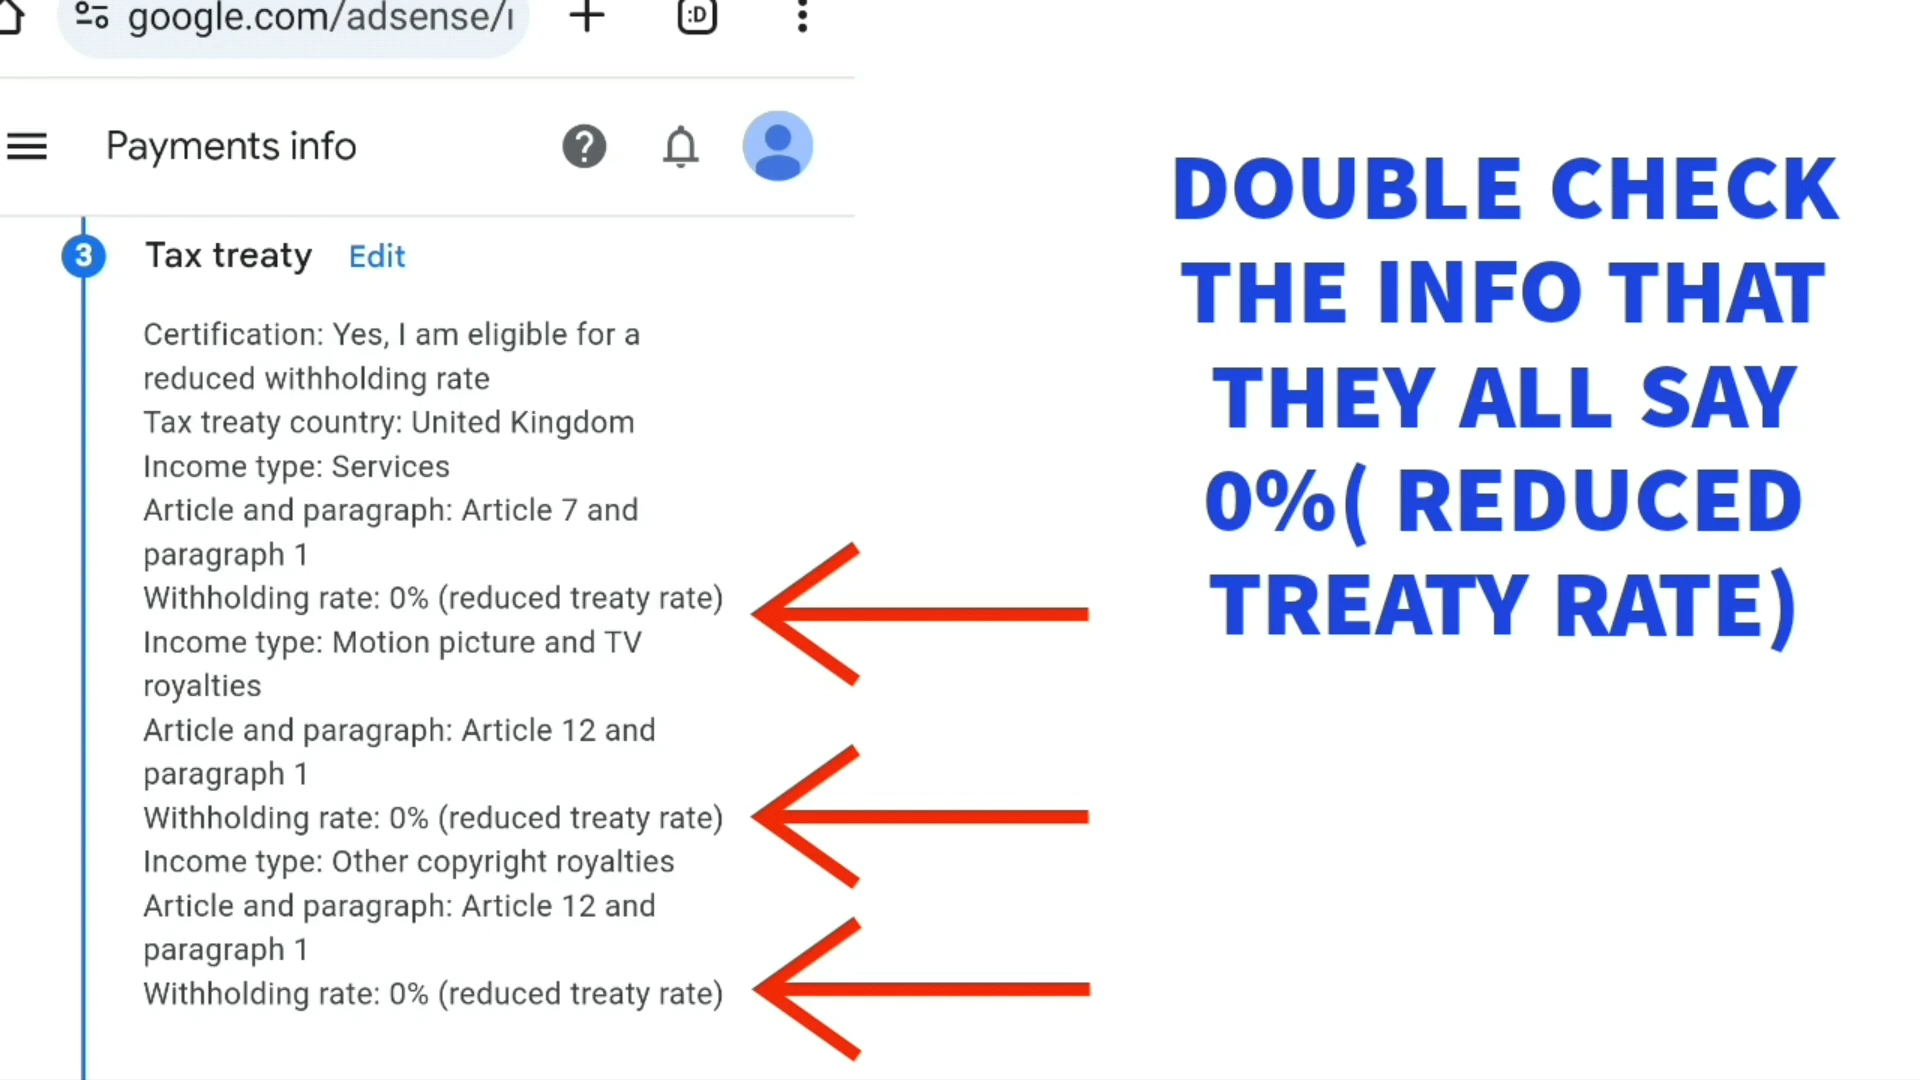 google.com/adsense/
:D
Payments info
3 Tax treaty Edit
Certification: Yes, I am eligible for a
reduced withholding rate
Tax treaty country: United Kingdom
Income type: Services
Article and paragraph: Article 7 and
paragraph 1
Withholding rate: 0% (reduced treaty rate)
Income type: Motion picture and TV
royalties
Article and paragraph: Article 12 and
paragraph 1
Withholding rate: 0% (reduced treaty rate)
Income type: Other copyright royalties
Article and paragraph: Article 12 and
paragraph 1
Withholding rate: 0% (reduced treaty rate)
DOUBLE CHECK
THE INFO THAT
THEY ALL SAY
0%( REDUCED
TREATY RATE)